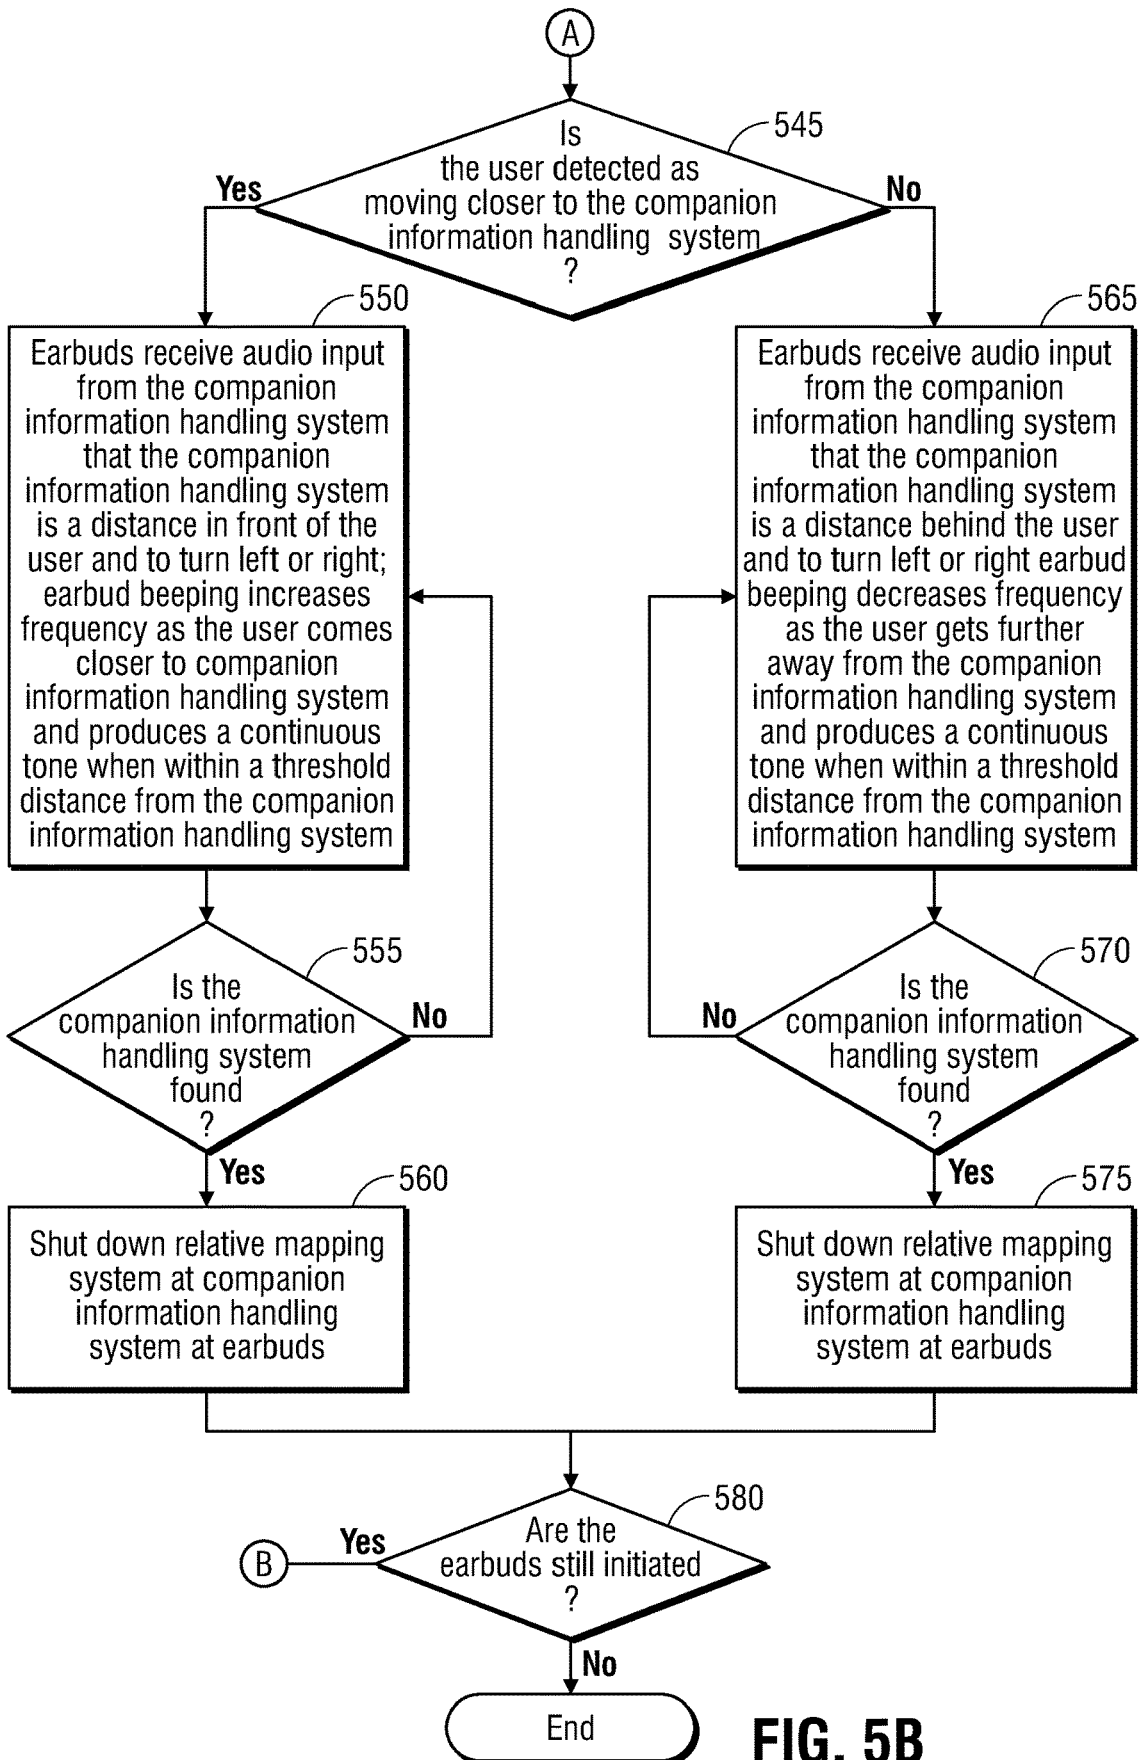 A
545
Is
the user detected as
moving closer to the companion
information handling system
?
Yes
No
550
Earbuds receive audio input
from the companion
information handling system
that the companion
information handling system
is a distance in front of the
user and to turn left or right;
earbud beeping increases
frequency as the user comes
closer to companion
information handling system
and produces a continuous
tone when within a threshold
distance from the companion
information handling system
565
Earbuds receive audio input
from the companion
information handling system
that the companion
information handling system
is a distance behind the user
and to turn left or right earbud
beeping decreases frequency
as the user gets further
away from the companion
information handling system
and produces a continuous
tone when within a threshold
distance from the companion
information handling system
555
Is the
companion information
handling system
found
?
No
Yes
570
Is the
companion information
handling system
found
?
No
Yes
560
Shut down relative mapping
system at companion
information handling
system at earbuds
575
Shut down relative mapping
system at companion
information handling
system at earbuds
580
Are the
earbuds still initiated
?
Yes
B
No
End
FIG. 5B